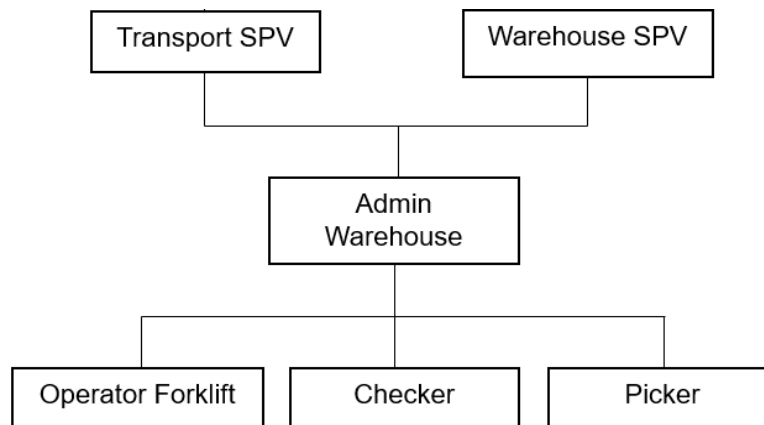 Transport SPV
Warehouse SPV
Admin
Warehouse
Operator Forklift
Checker
Picker